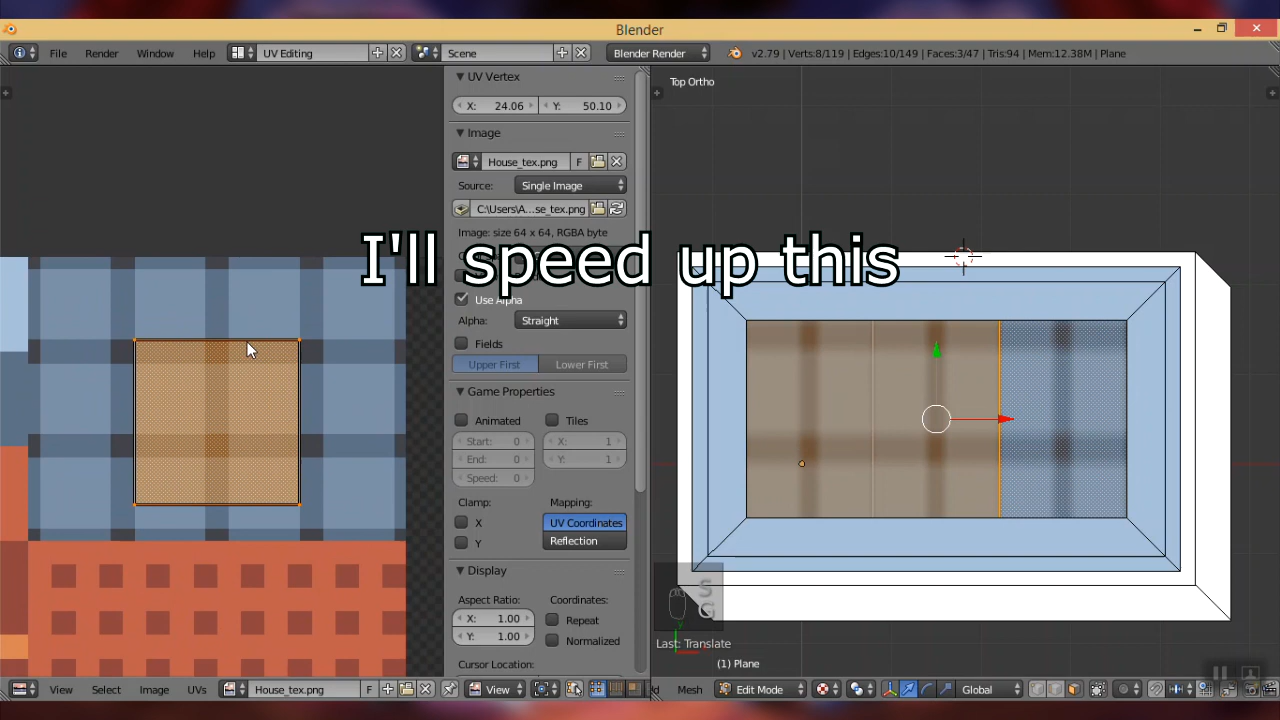 Blender
File Render Window Help UV Editing Scene Blender Render v2.79 | Verts:8/119 | Edges:10/149 | Faces:3/47 | Tris:94 | Mem:12.38M | Plane
UV Vertex
X: 24.06 Y: 50.10
Image
House_tex.png F
Source: Single Image
C:\Users\A...se_tex.png
Image: size 64 x 64, RGBA byte
I'll speed up this
Use Alpha
Alpha: Straight
Fields
Upper First Lower First
Game Properties
Animated Tiles
Start: 0 X: 1
End: 0 Y: 1
Speed: 0
Clamp: Mapping:
X UV Coordinates
Y Reflection
Display
Aspect Ratio: Coordinates:
X: 1.00 Repeat
Y: 1.00 Normalized
Cursor Location:
Top Ortho
S
G
y
Last: Translate
(1) Plane
View Select Image UVs House_tex.png F View
Mesh Edit Mode Global